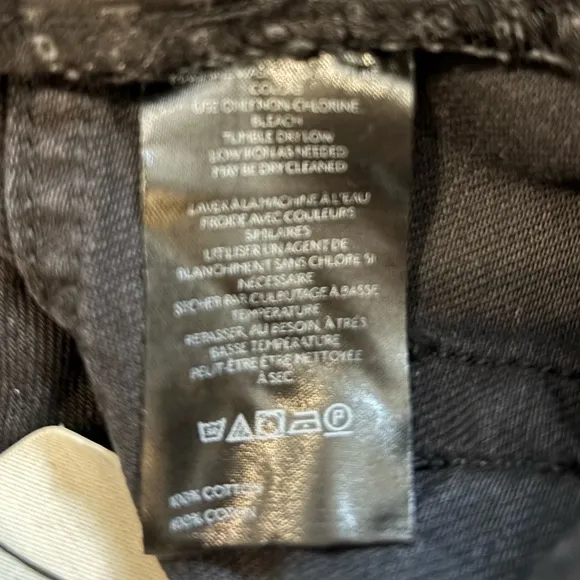 COLORS
USE ONLY NON-CHLORINE
BLEACH
TUMBLE DRY LOW
LOW IRON AS NEEDED
MAY BE DRY CLEANED
LAVER À LA MACHINE À L'EAU
FROIDE AVEC COULEURS
SIMILAIRES
UTILISER UN AGENT DE
BLANCHIMENT SANS CHLORE SI
NÉCESSAIRE
SÉCHER PAR CULBUTAGE À BASSE
TEMPÉRATURE
REPASSER, AU BESOIN, À TRÈS
BASSE TEMPÉRATURE
PEUT-ÊTRE ÊTRE NETTOYÉE
À SEC
P
100% COTTON
100% COTON